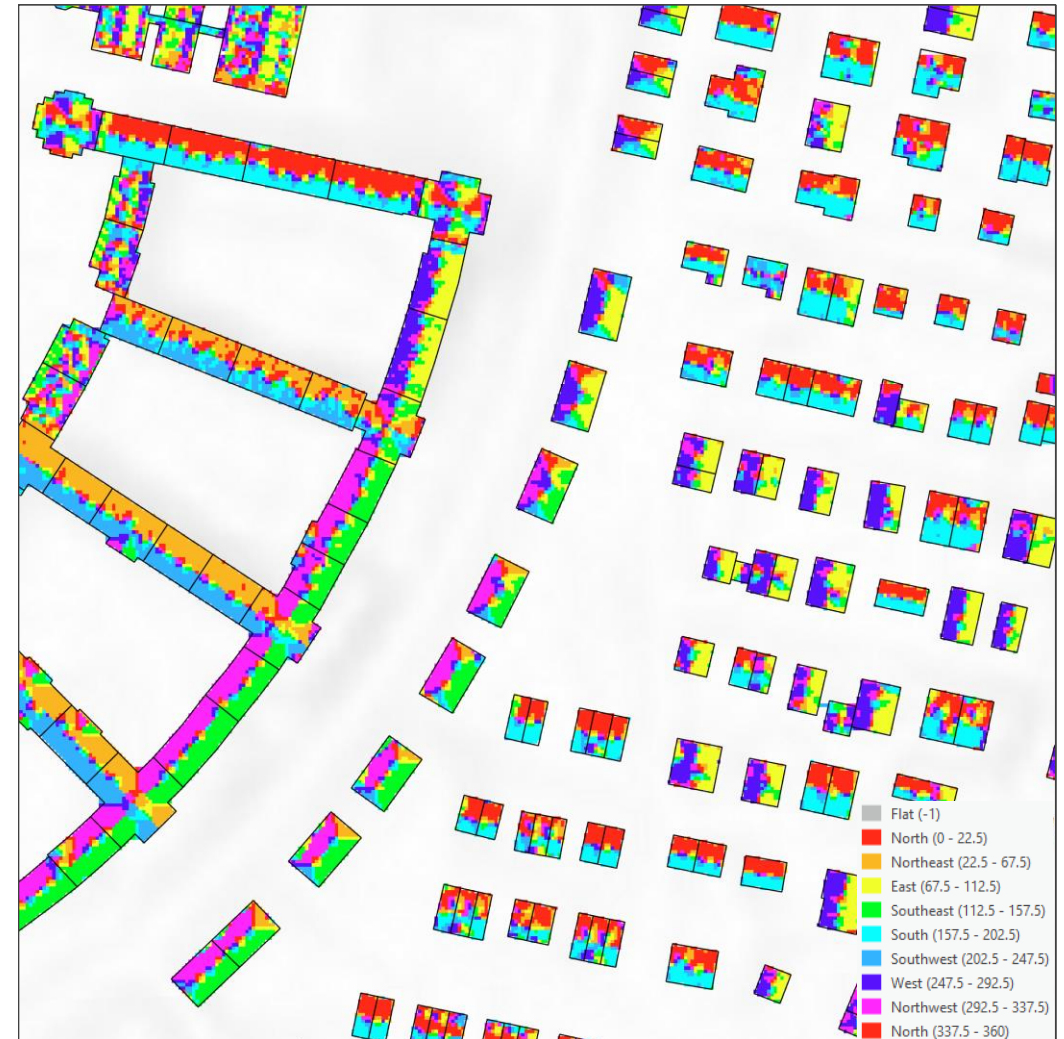 Flat (-1)
North (0 - 22.5)
Northeast (22.5 - 67.5)
East (67.5 - 112.5)
Southeast (112.5 - 157.5)
South (157.5 - 202.5)
Southwest (202.5 - 247.5)
West (247.5 - 292.5)
Northwest (292.5 - 337.5)
North (337.5 - 360)